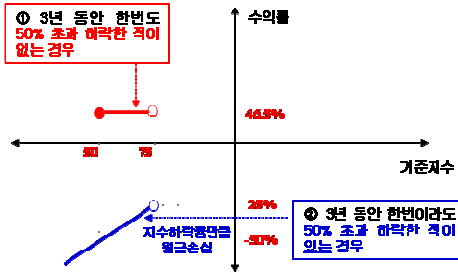 ① 3년 동안 한번도
50% 초과 하락한 적이
없는 경우
수익률
46.5%
50
75
기준지수
25%
② 3년 동안 한번이라도
50% 초과 하락한 적이
있는 경우
지수하락률만큼
원금손실
-50%